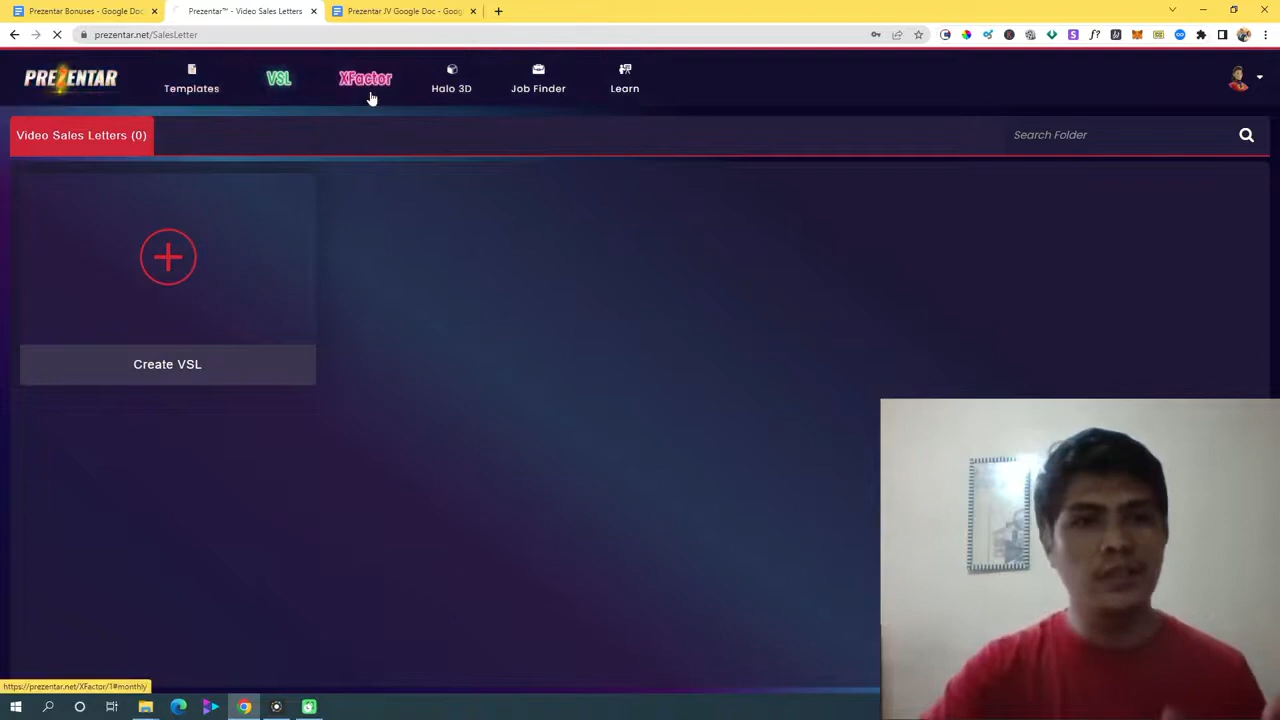 Prezentar Bonuses - Google Doc
Prezentar™ - Video Sales Letters
Prezentar JV Google Doc - Goog
prezentar.net/SalesLetter
PREZENTAR
Templates
VSL
XFactor
Halo 3D
Job Finder
Learn
Video Sales Letters (0)
Search Folder
Create VSL
https://prezentar.net/XFactor/1#monthly